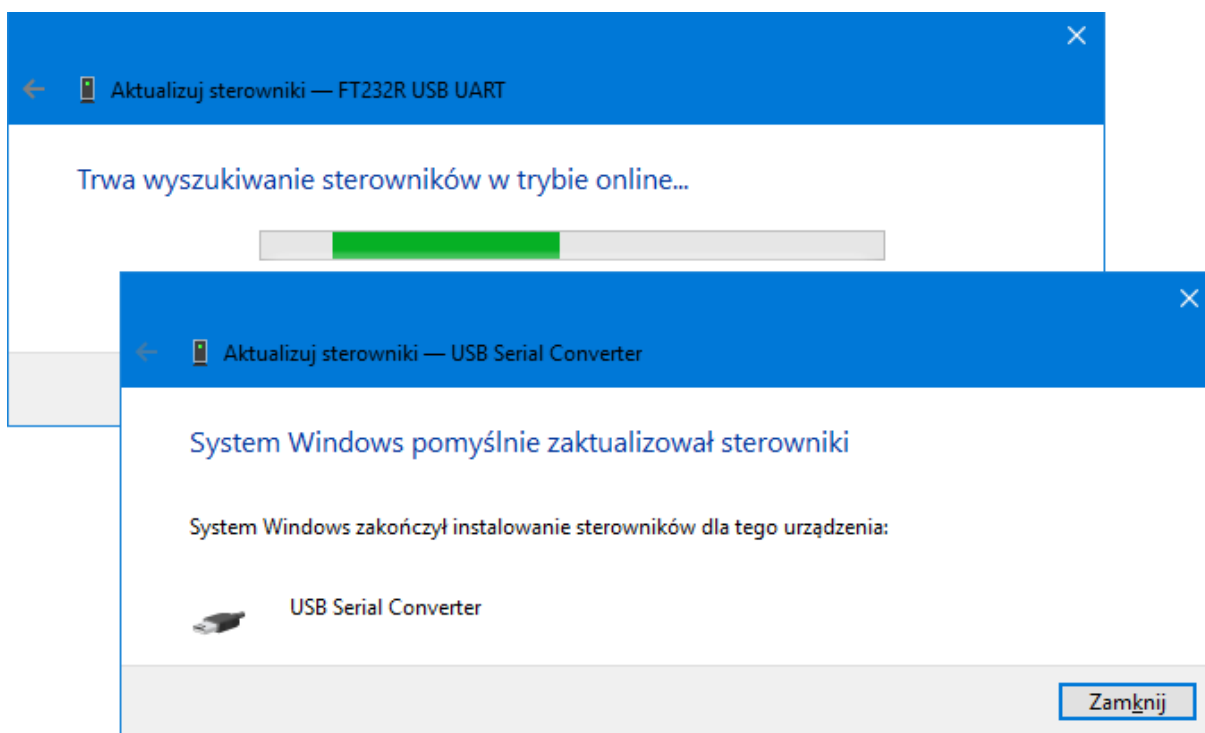 Aktualizuj sterowniki — FT232R USB UART
Trwa wyszukiwanie sterowników w trybie online...
Aktualizuj sterowniki — USB Serial Converter
System Windows pomyślnie zaktualizował sterowniki
System Windows zakończył instalowanie sterowników dla tego urządzenia:
USB Serial Converter
Zamknij